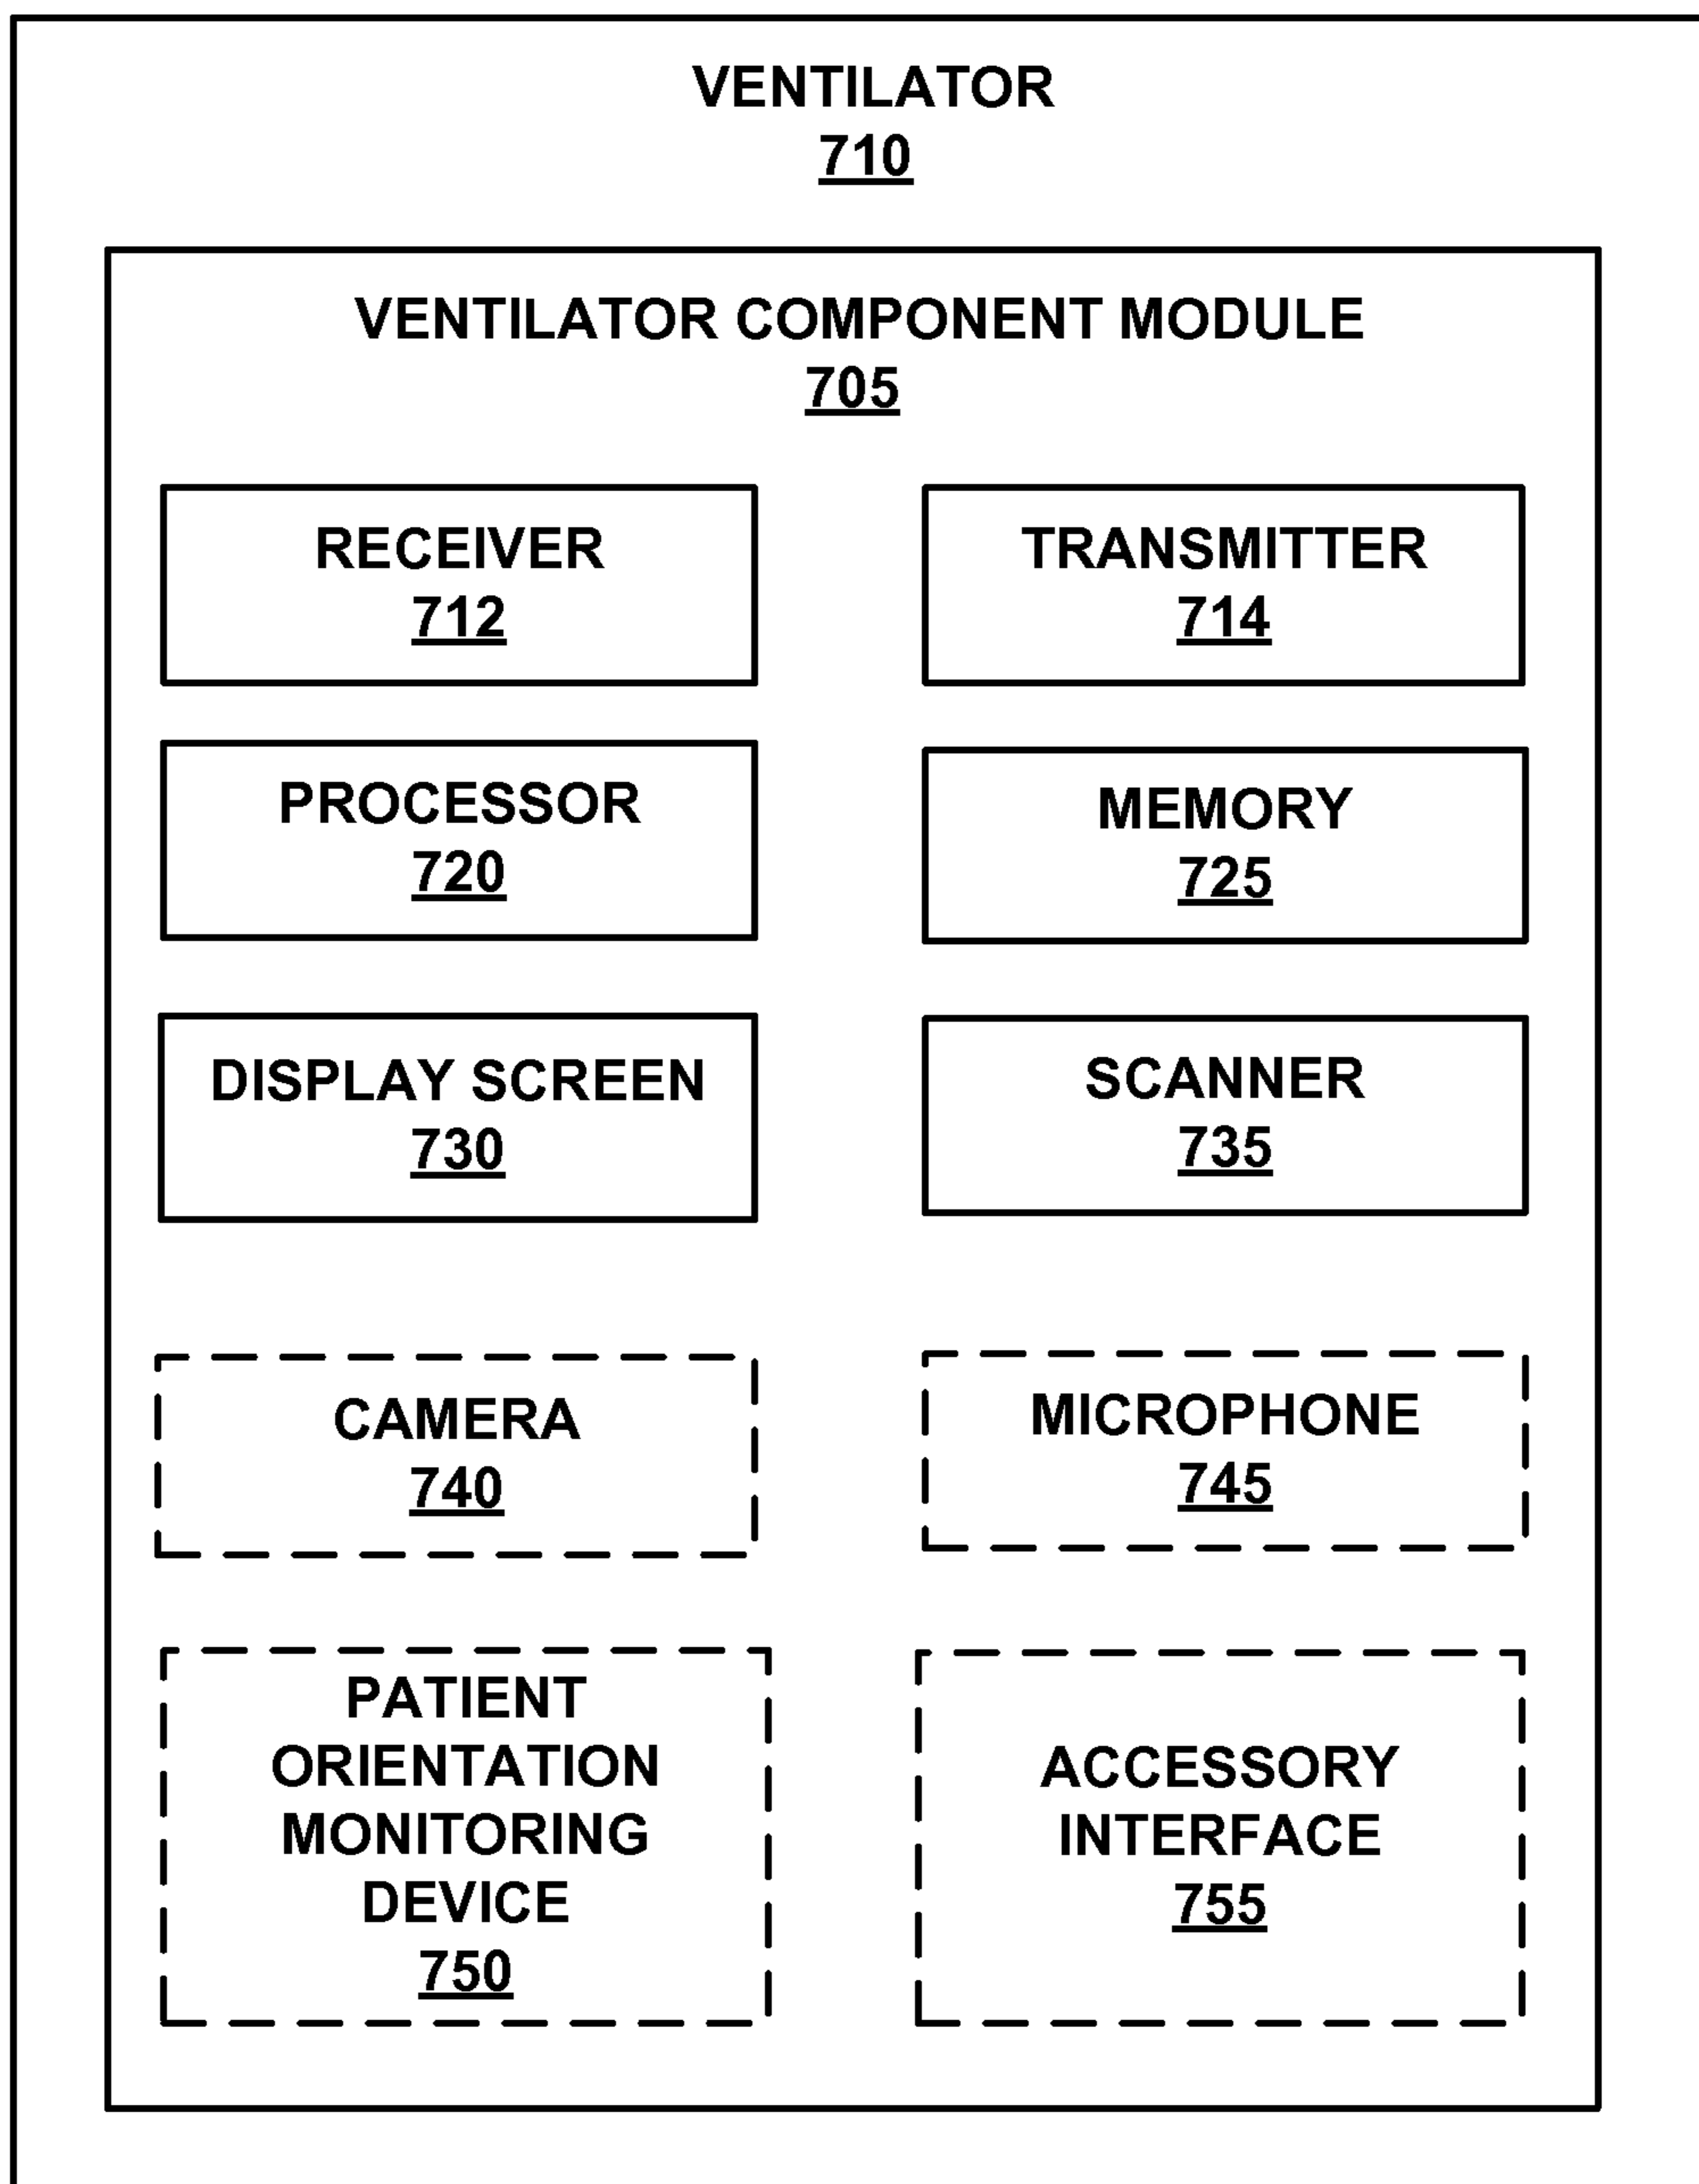 VENTILATOR
710
VENTILATOR COMPONENT MODULE
705
RECEIVER
712
TRANSMITTER
714
PROCESSOR
720
MEMORY
725
DISPLAY SCREEN
730
SCANNER
735
CAMERA
740
MICROPHONE
745
PATIENT
ORIENTATION
MONITORING
DEVICE
750
ACCESSORY
INTERFACE
755